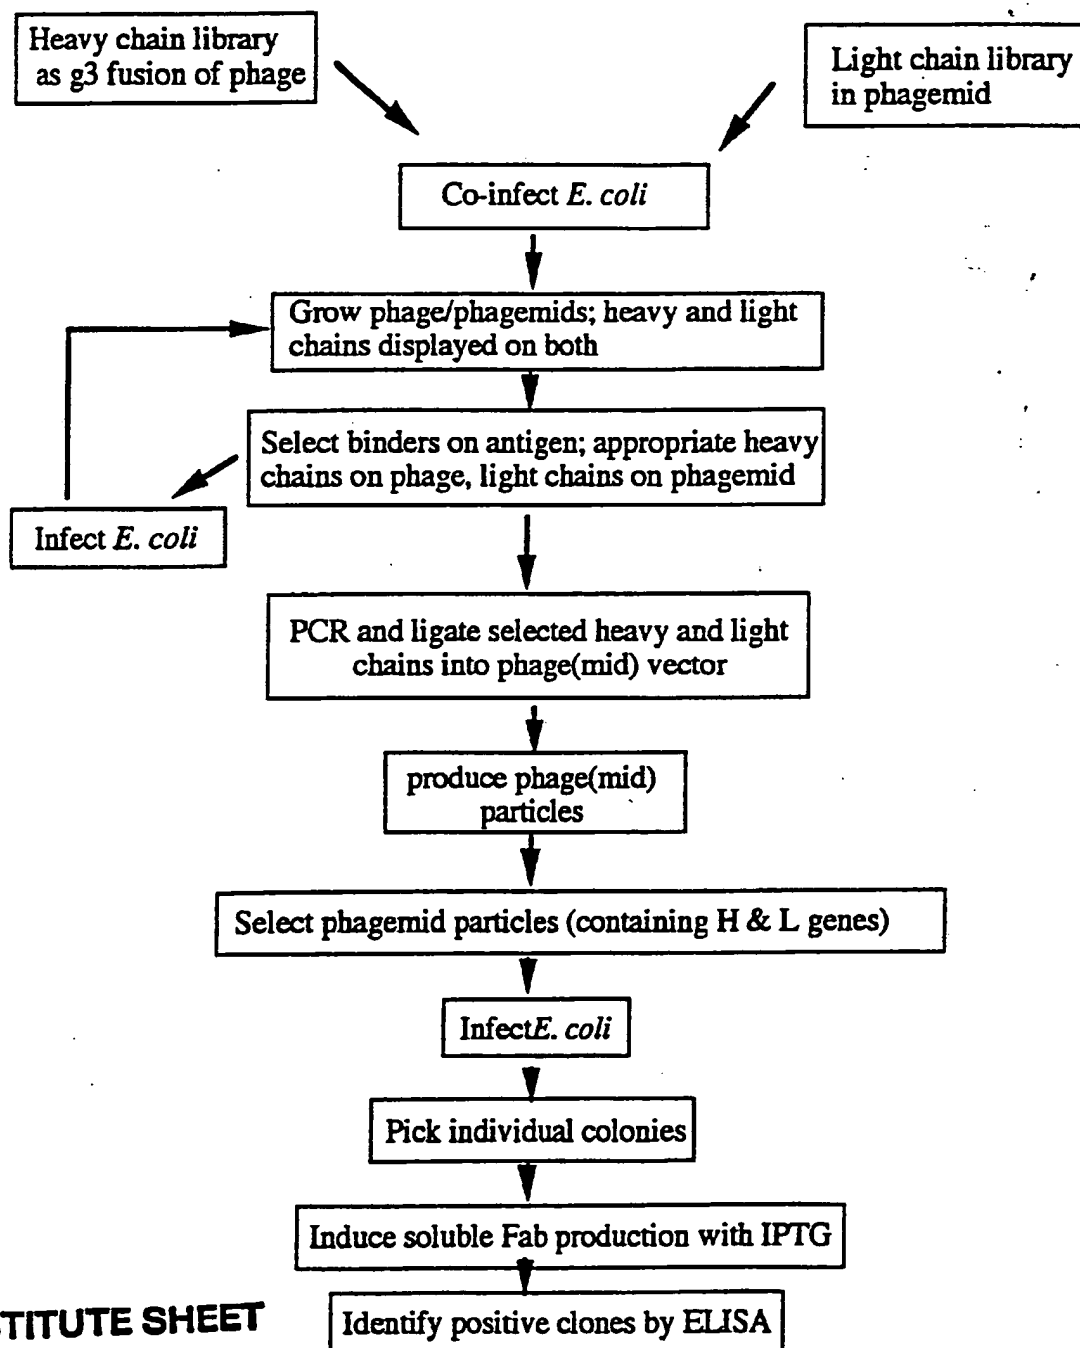 Heavy chain library
as g3 fusion of phage
Light chain library
in phagemid
Co-infect E. coli
Grow phage/phagemids; heavy and light
chains displayed on both
Select binders on antigen; appropriate heavy
chains on phage, light chains on phagemid
Infect E. coli
PCR and ligate selected heavy and light
chains into phage(mid) vector
produce phage(mid)
particles
Select phagemid particles (containing H & L genes)
InfectE. coli
Pick individual colonies
Induce soluble Fab production with IPTG
Identify positive clones by ELISA
TITUTE SHEET